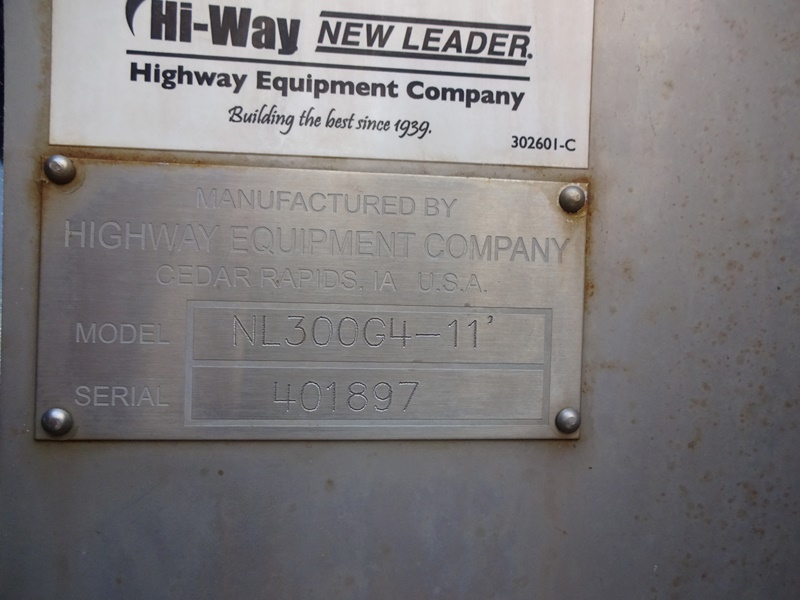 Hi-Way NEW LEADER.
Highway Equipment Company
Building the best since 1939.
302601-C
MANUFACTURED BY
HIGHWAY EQUIPMENT COMPANY
CEDAR RAPIDS, IA U.S.A.
MODEL NL300G4-11'
SERIAL 401897